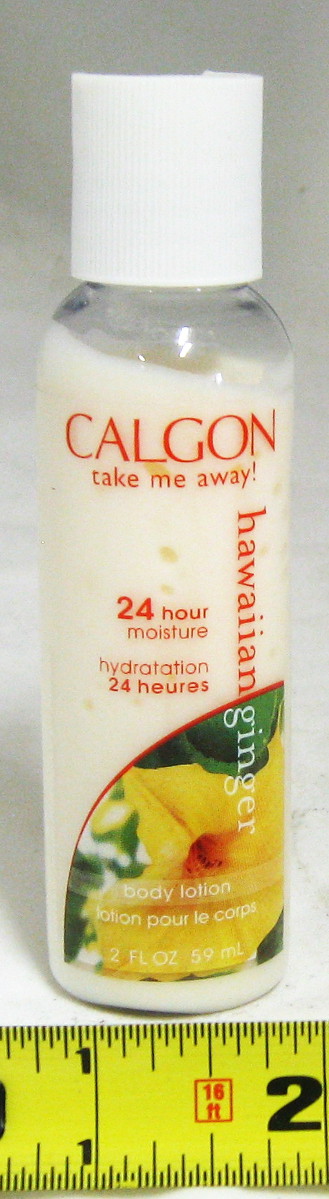 CALGON
take me away!
hawaiian ginger
24 hour
moisture
hydratation
24 heures
body lotion
lotion pour le corps
2 FL OZ 59 mL
1
16
ft
2
1